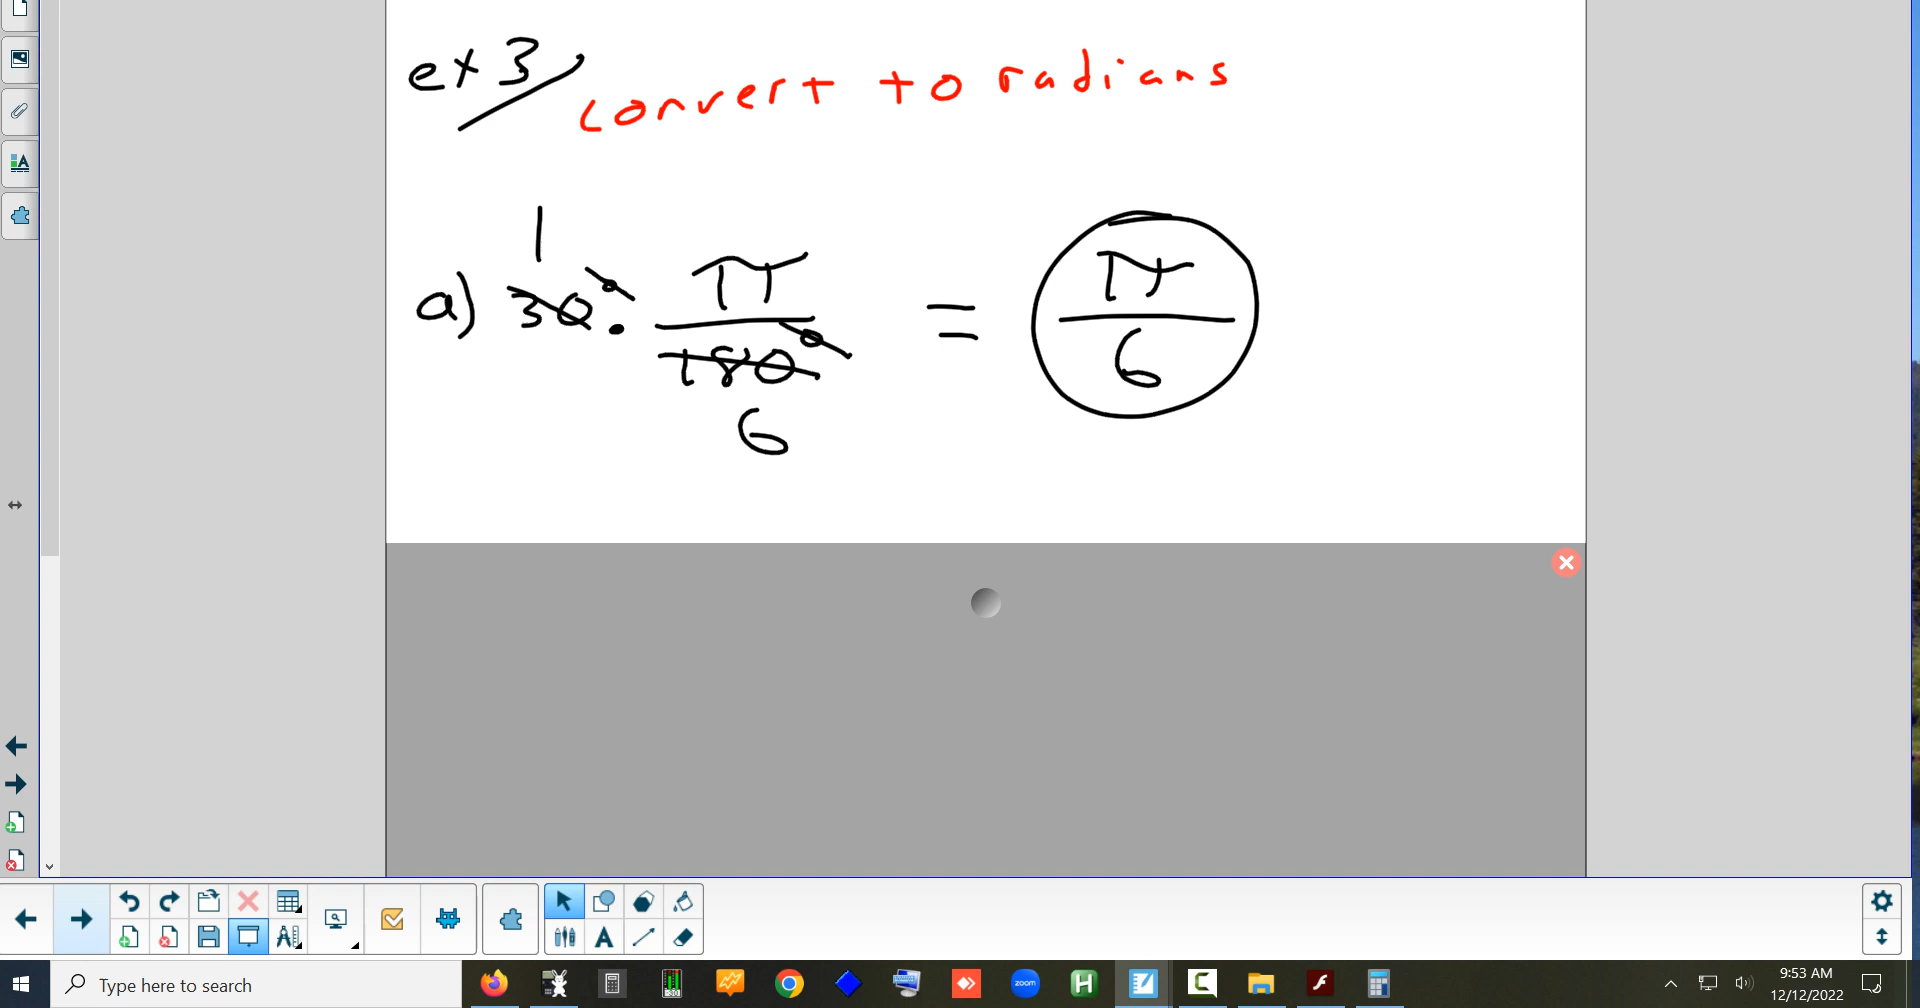 ex 3 convert to radians
1
a) 30° · π/180° = π/6
6
Type here to search
zoom
9:53 AM
12/12/2022